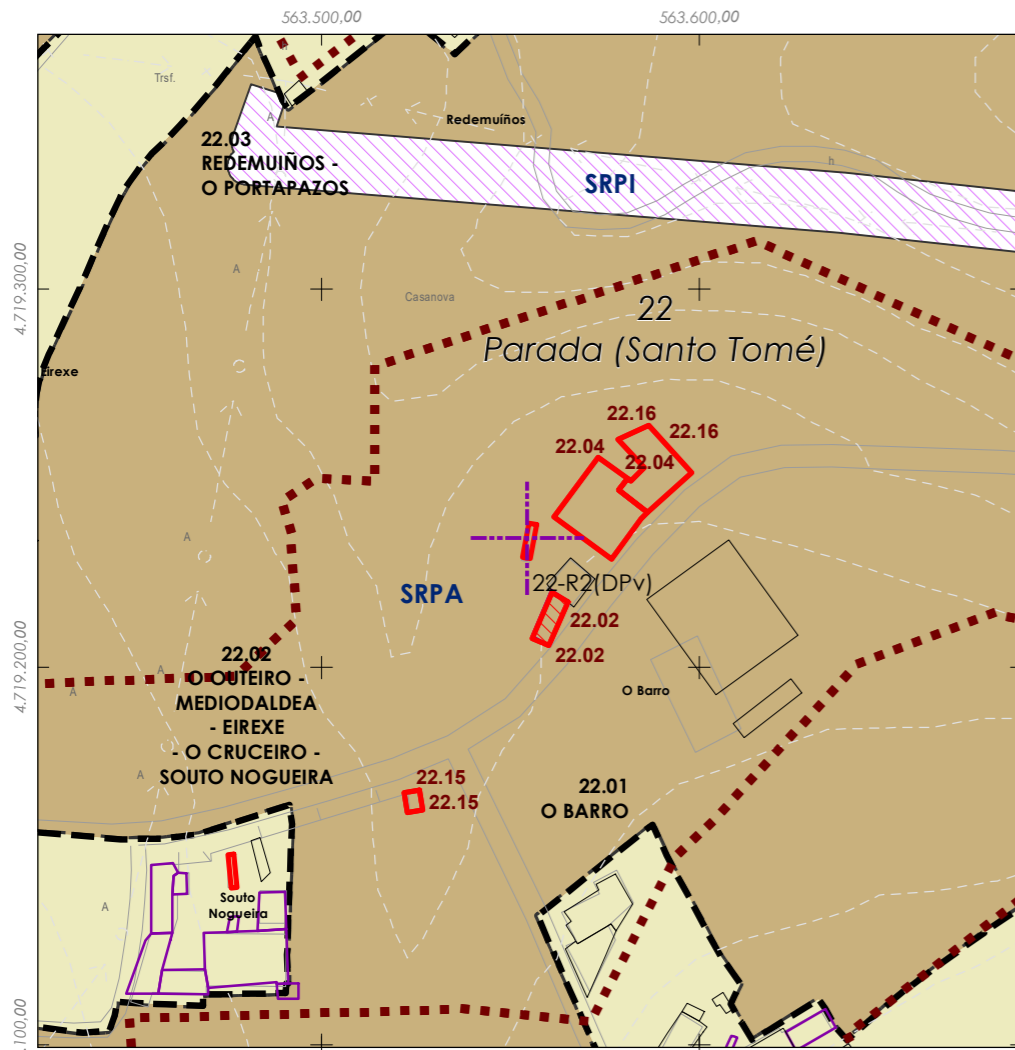 563.500,00
563.600,00
A
Trsf.
A
Redemuíños
22.03
REDEMUIÑOS -
O PORTAPAZOS
h
SRPI
A
4.719.300,00
Casanova
22
Parada (Santo Tomé)
Eirexe
22.16
22.16
22.04
22.04
A
22-R2(DPv)
SRPA
22.02
22.02
4.719.200,00
22.02
O OUTEIRO -
MEDIODALDEA
- EIREXE
- O CRUCEIRO -
SOUTO NOGUEIRA
A
A
O Barro
A
22.15
22.15
22.01
O BARRO
Souto
Nogueira
A
.100,00